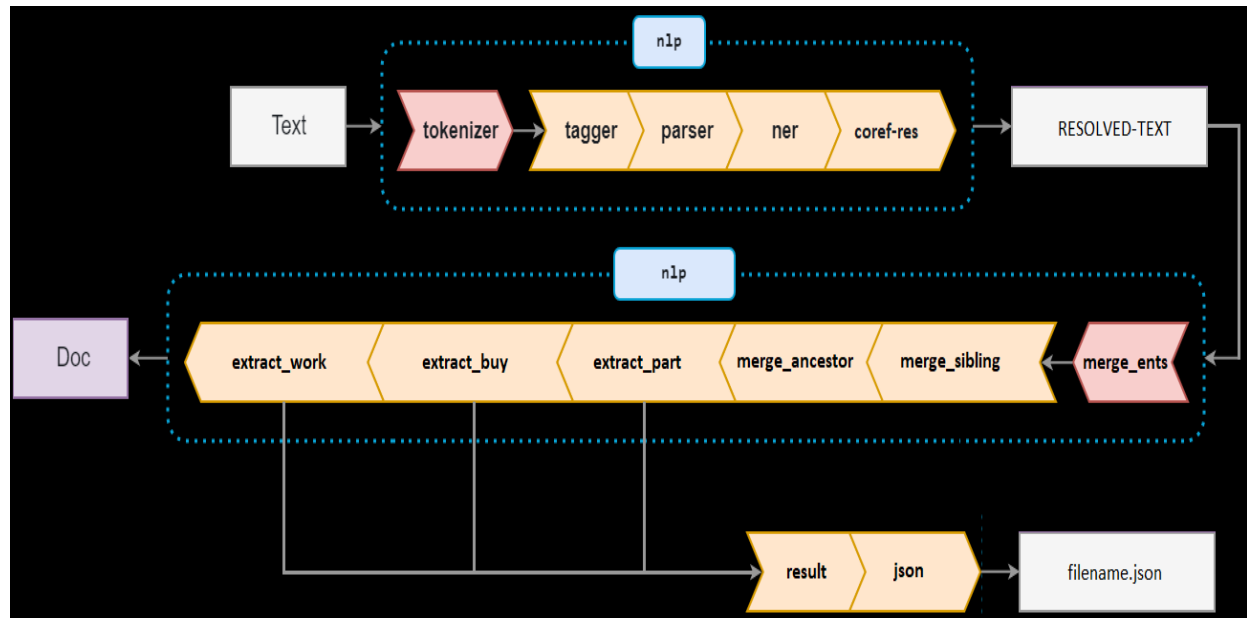 nlp
Text
tokenizer
tagger
parser
ner
coref-res
RESOLVED-TEXT
nlp
Doc
extract_work
extract_buy
extract_part
merge_ancestor
merge_sibling
merge_ents
result
json
filename.json